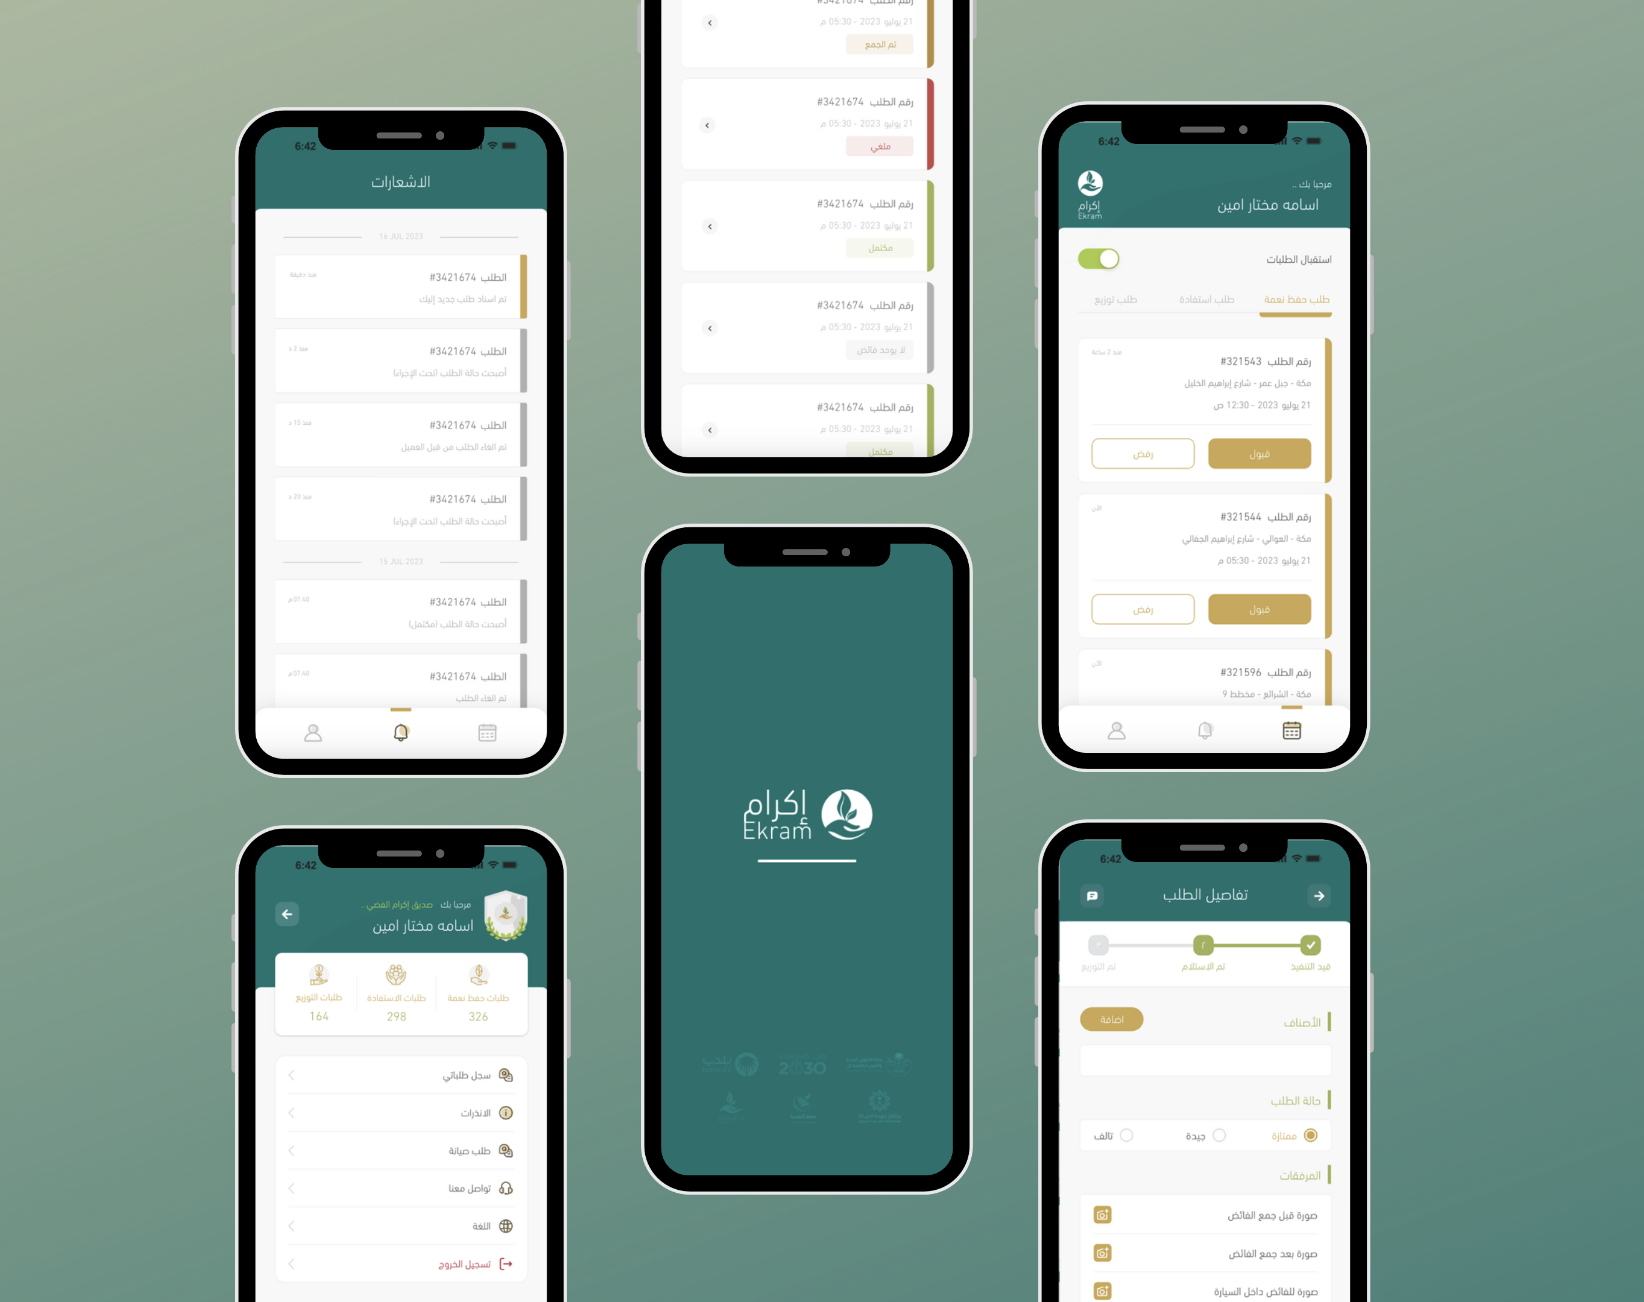 6:42
الاشعارات
16 JUL 2023
الطلب 3421674#
منذ دقيقة
تم اسناد طلب جديد إليك
الطلب 3421674#
منذ 2 د
أصبحت حالة الطلب (تحت الإجراء)
الطلب 3421674#
منذ 15 د
تم الغاء الطلب من قبل العميل
الطلب 3421674#
منذ 20 د
أصبحت حالة الطلب (تحت الإجراء)
15 JUL 2023
الطلب 3421674#
07:40 م
أصبحت حالة الطلب (مكتمل)
الطلب 3421674#
07:40 م
تم الغاء الطلب
رقم الطلب 3421674#
21 يوليو 2023 - 05:30 م
تم الجمع
رقم الطلب 3421674#
21 يوليو 2023 - 05:30 م
ملغي
رقم الطلب 3421674#
21 يوليو 2023 - 05:30 م
مكتمل
رقم الطلب 3421674#
21 يوليو 2023 - 05:30 م
لا يوجد فائض
رقم الطلب 3421674#
21 يوليو 2023 - 05:30 م
مكتمل
6:42
مرحبا بك ..
اسامه مختار امين
إكرام
Ekram
استقبال الطلبات
طلب حفظ نعمة
طلب استفادة
طلب توزيع
رقم الطلب 321543#
منذ 2 ساعة
مكة - جبل عمر - شارع إبراهيم الخليل
21 يوليو 2023 - 12:30 ص
قبول
رفض
رقم الطلب 321544#
الآن
مكة - العوالي - شارع إبراهيم الجفالي
21 يوليو 2023 - 05:30 م
قبول
رفض
رقم الطلب 321596#
الآن
مكة - الشرائع - مخطط 9
6:42
مرحبا بك صديق إكرام الفضي ..
اسامه مختار امين
طلبات حفظ نعمة
326
طلبات الاستفادة
298
طلبات التوزيع
164
سجل طلباتي
الانذرات
طلب صيانة
تواصل معنا
اللغة
تسجيل الخروج
إكرام
Ekram
2030
6:42
تفاصيل الطلب
٢
٣
قيد التنفيذ
تم الاستلام
تم التوزيع
الأصناف
اضافة
حالة الطلب
ممتازة
جيدة
تالف
المرفقات
صورة قبل جمع الفائض
صورة بعد جمع الفائض
صورة للفائض داخل السيارة